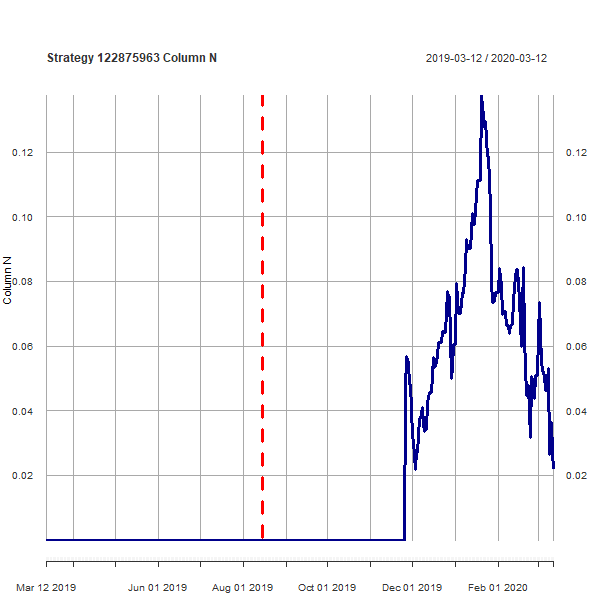 Strategy 122875963 Column N
2019-03-12 / 2020-03-12
0.12
0.12
0.10
0.10
0.08
0.08
Column N
0.06
0.06
0.04
0.04
0.02
0.02
Mar 12 2019
Jun 01 2019
Aug 01 2019
Oct 01 2019
Dec 01 2019
Feb 01 2020